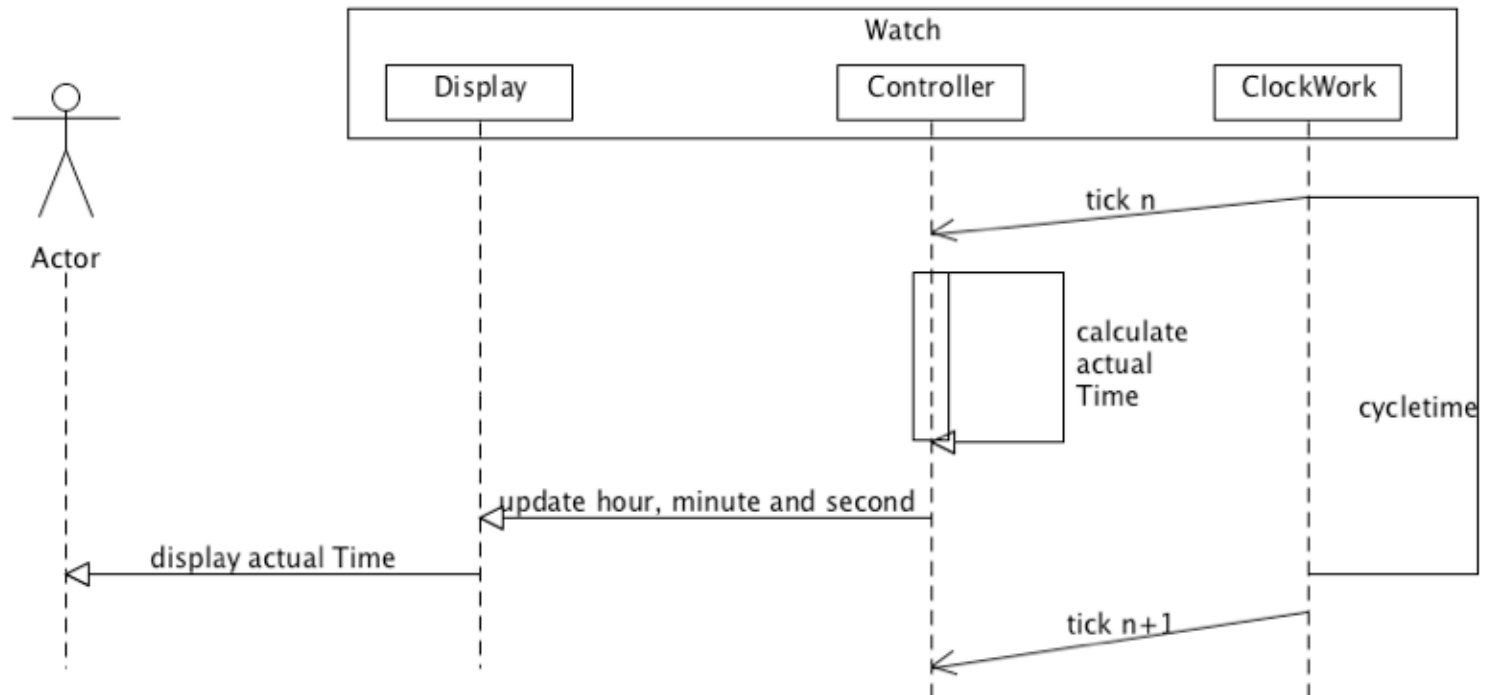 Watch
Display
Controller
ClockWork
Actor
tick n
calculate
actual
Time
cycletime
update hour, minute and second
display actual Time
tick n+1